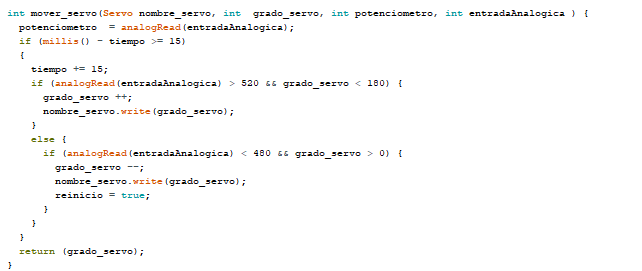 int mover_servo(Servo nombre_servo, int  grado_servo, int potenciometro, int entradaAnalogica ) {
  potenciometro  = analogRead(entradaAnalogica);
  if (millis() - tiempo >= 15)
  {
    tiempo += 15;
    if (analogRead(entradaAnalogica) > 520 && grado_servo < 180) {
      grado_servo ++;
      nombre_servo.write(grado_servo);
    }
    else {
      if (analogRead(entradaAnalogica) < 480 && grado_servo > 0) {
        grado_servo --;
        nombre_servo.write(grado_servo);
        reinicio = true;
      }
    }
  }
  return (grado_servo);
}